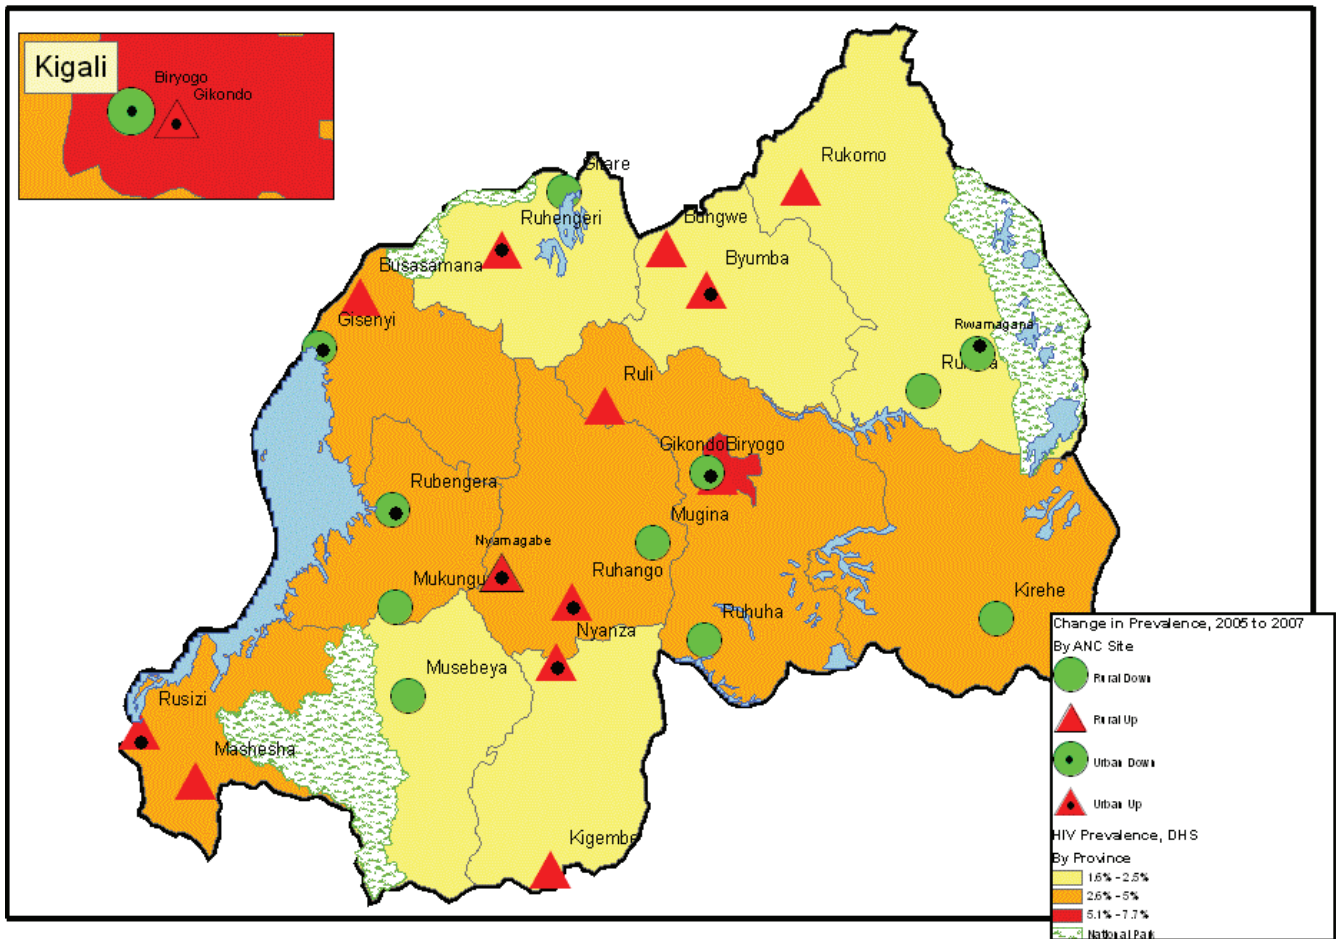 Kigali
Biryogo
Gikondo
Rukomo
Ruhengeri
Bungwe
Byumba
Busasamana
Gisenyi
Rwamagana
Ruli
GikondoBiryogo
Rubengera
Mugina
Nyamagabe
Ruhango
Mukungu
Kirehe
Ruhuha
Nyanza
Musebeya
Rusizi
Mashesha
Kigembe
Change in Prevalence, 2005 to 2007
By ANC Site
Rural Down
Rural Up
Urban Down
Urban Up
HIV Prevalence, DHS
By Province
1.6% - 2.5%
2.6% - 5%
5.1% - 7.7%
National Park